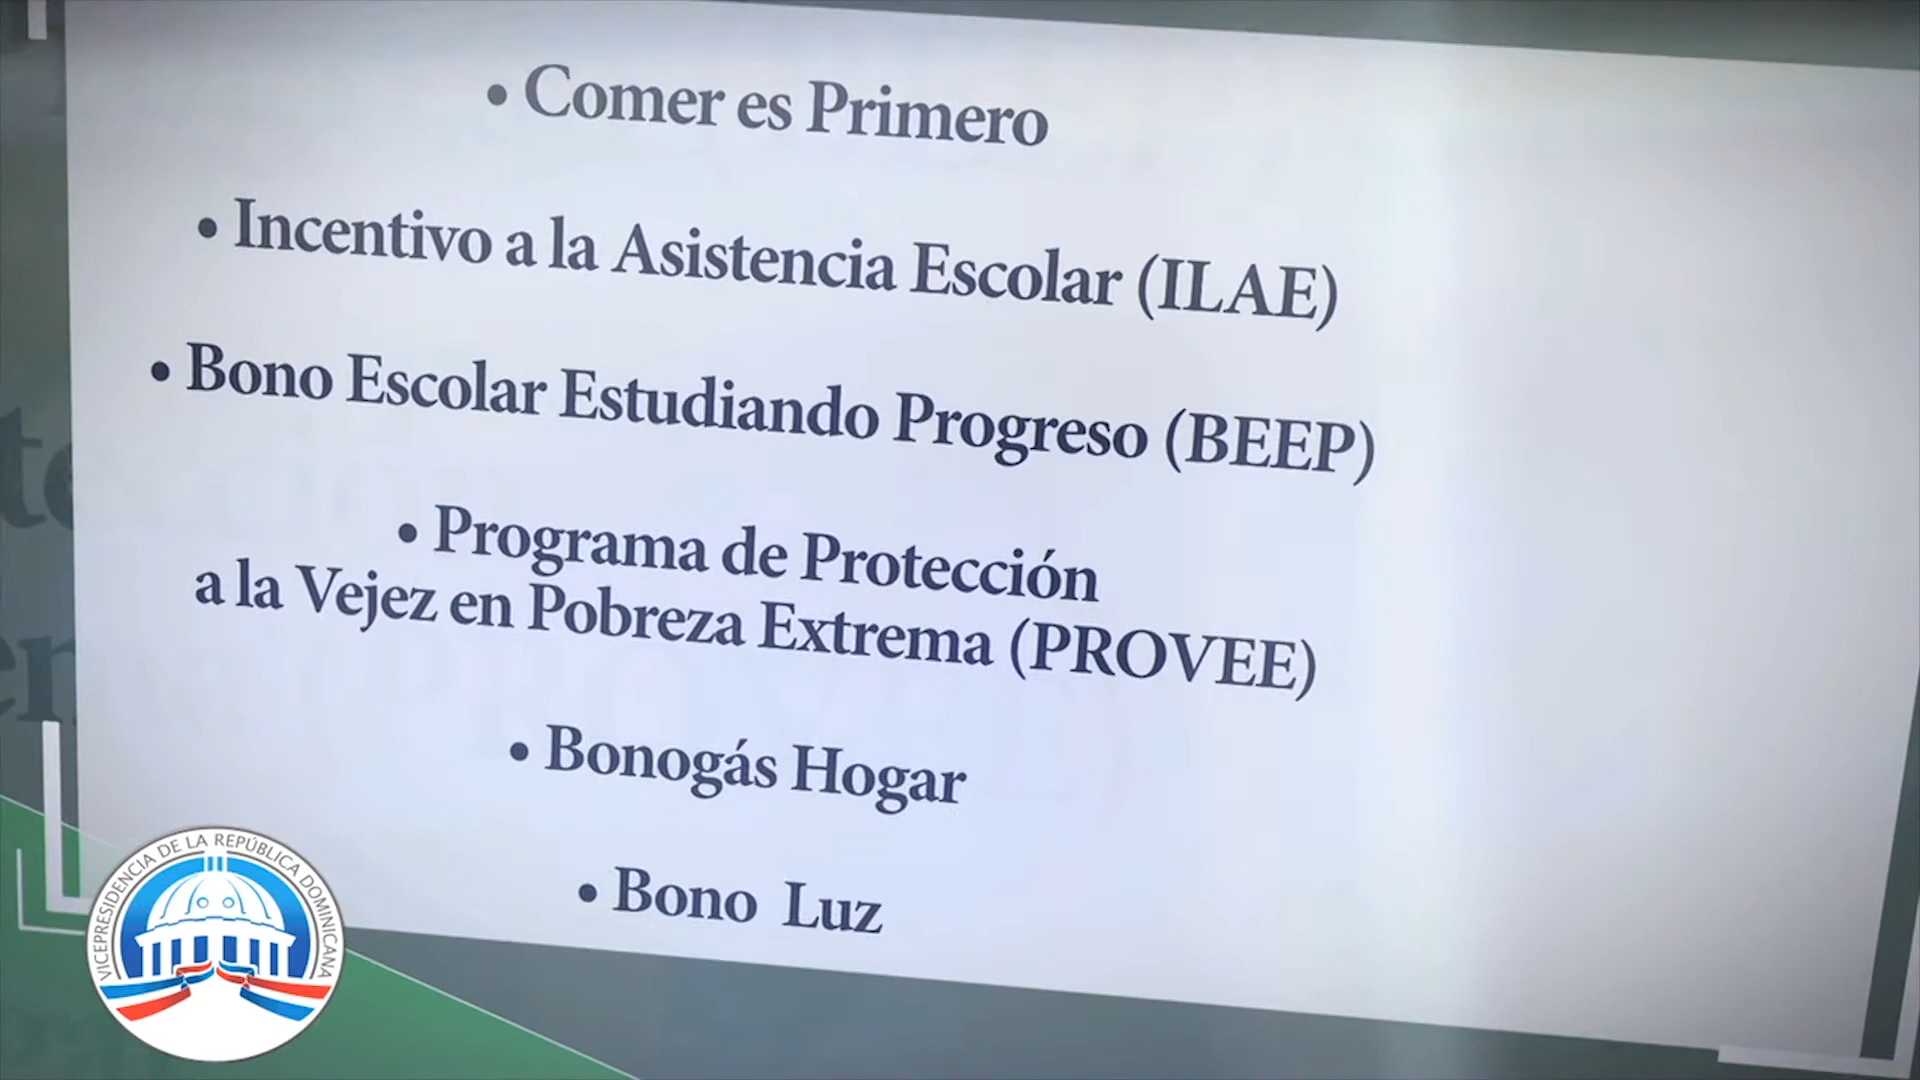 • Comer es Primero
• Incentivo a la Asistencia Escolar (ILAE)
• Bono Escolar Estudiando Progreso (BEEP)
• Programa de Protección
a la Vejez en Pobreza Extrema (PROVEE)
• Bonogás Hogar
• Bono Luz
VICEPRESIDENCIA DE LA REPÚBLICA DOMINICANA